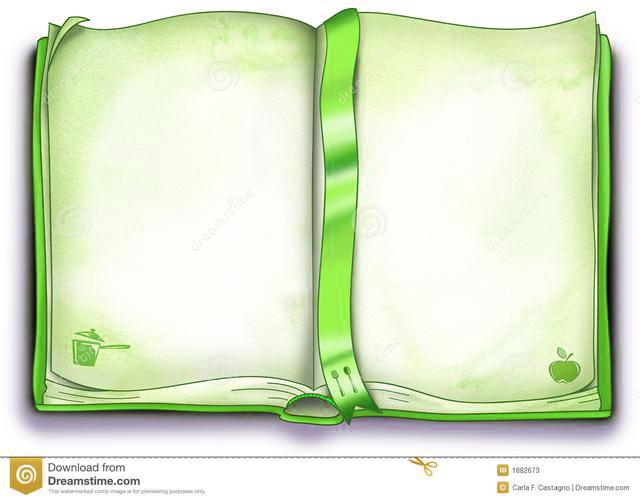 dreamstime
dreamstime
dreamstime
Download from
Dreamstime.com
This watermarked comp image is for previewing purposes only.
ID 1882673
© Carla F. Castagno | Dreamstime.com